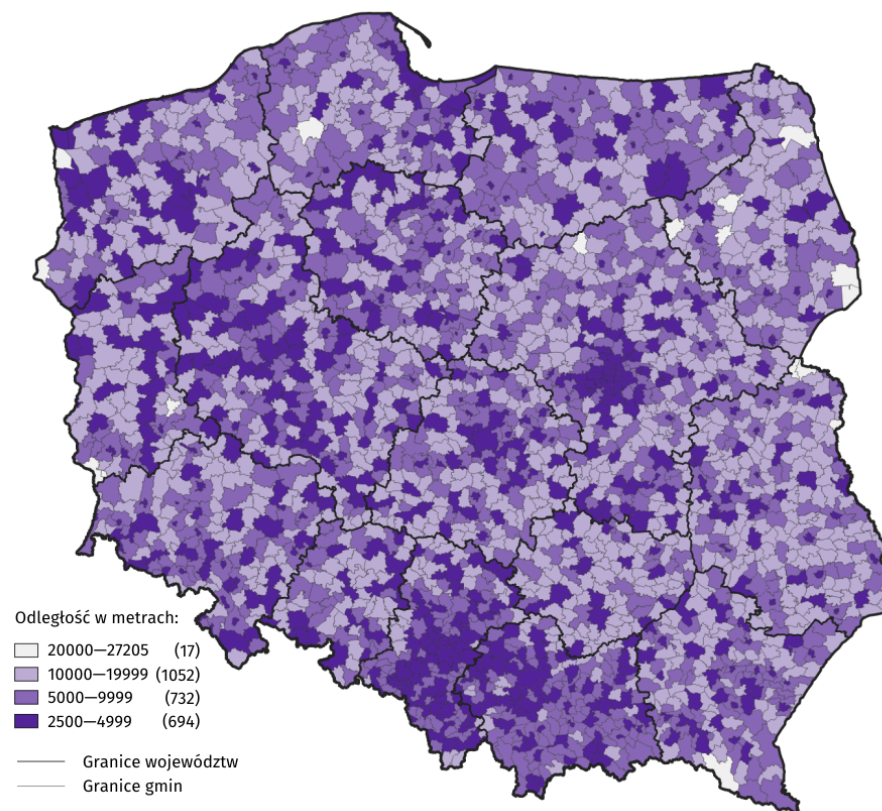 Odległość w metrach:
20000—27205 (17)
10000—19999 (1052)
5000—9999 (732)
2500—4999 (694)
Granice województw
Granice gmin